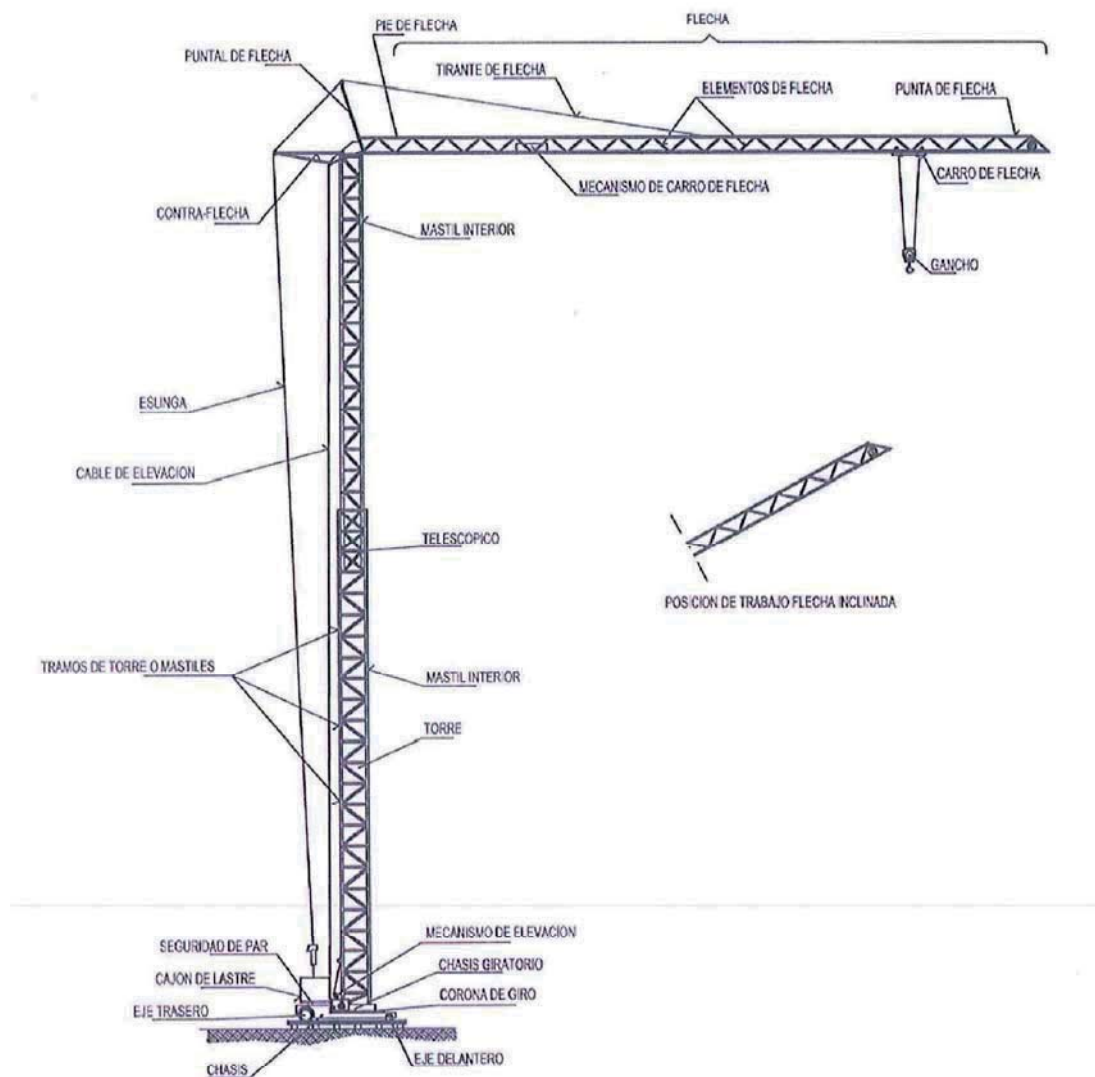 FLECHA
PIE DE FLECHA
PUNTAL DE FLECHA
TIRANTE DE FLECHA
ELEMENTOS DE FLECHA
PUNTA DE FLECHA
MECANISMO DE CARRO DE FLECHA
CARRO DE FLECHA
CONTRA-FLECHA
MASTIL INTERIOR
GANCHO
ESLINGA
CABLE DE ELEVACION
TELESCOPICO
POSICION DE TRABAJO FLECHA INCLINADA
TRAMOS DE TORRE O MASTILES
MASTIL INTERIOR
TORRE
MECANISMO DE ELEVACION
SEGURIDAD DE PAR
CHASIS GIRATORIO
CAJON DE LASTRE
CORONA DE GIRO
EJE TRASERO
EJE DELANTERO
CHASIS